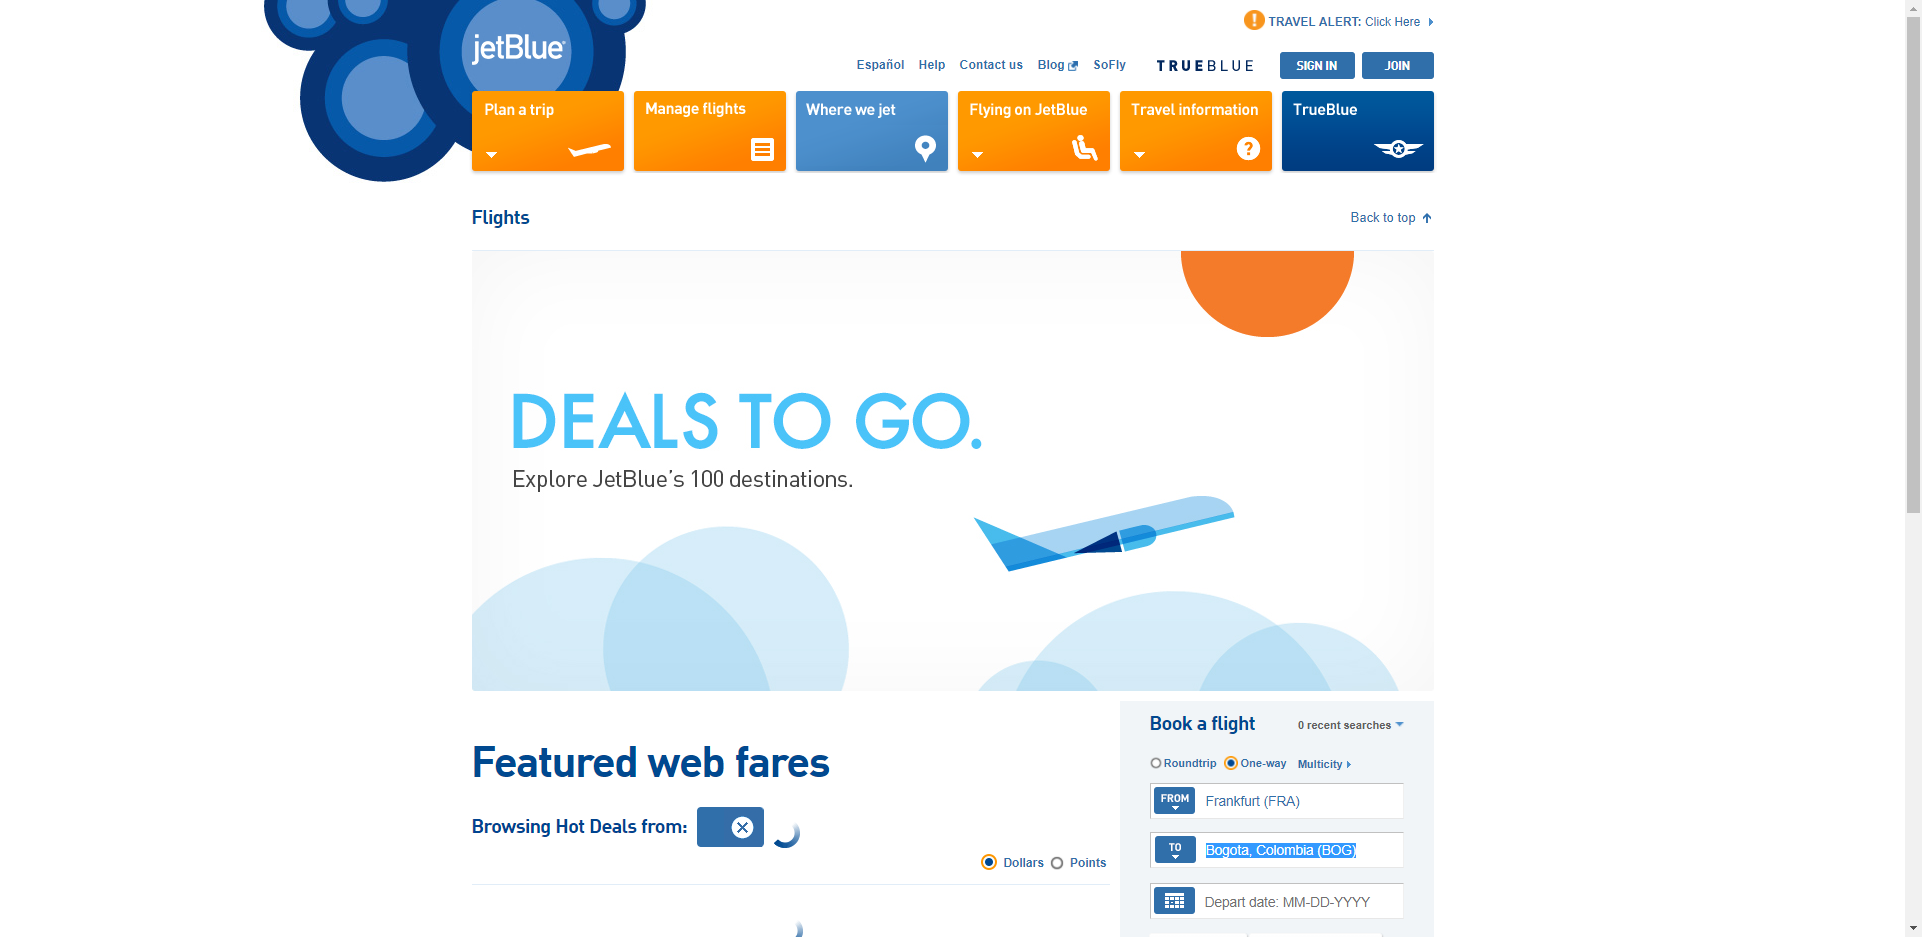 jetBlue
TRAVEL ALERT: Click Here
Español Help Contact us Blog SoFly TRUEBLUE SIGN IN JOIN
Plan a trip
Manage flights
Where we jet
Flying on JetBlue
Travel information
TrueBlue
Flights
Back to top
DEALS TO GO.
Explore JetBlue's 100 destinations.
Featured web fares
Browsing Hot Deals from:
Dollars Points
Book a flight
0 recent searches
Roundtrip One-way Multicity
FROM Frankfurt (FRA)
TO Bogota, Colombia (BOG)
Depart date: MM-DD-YYYY